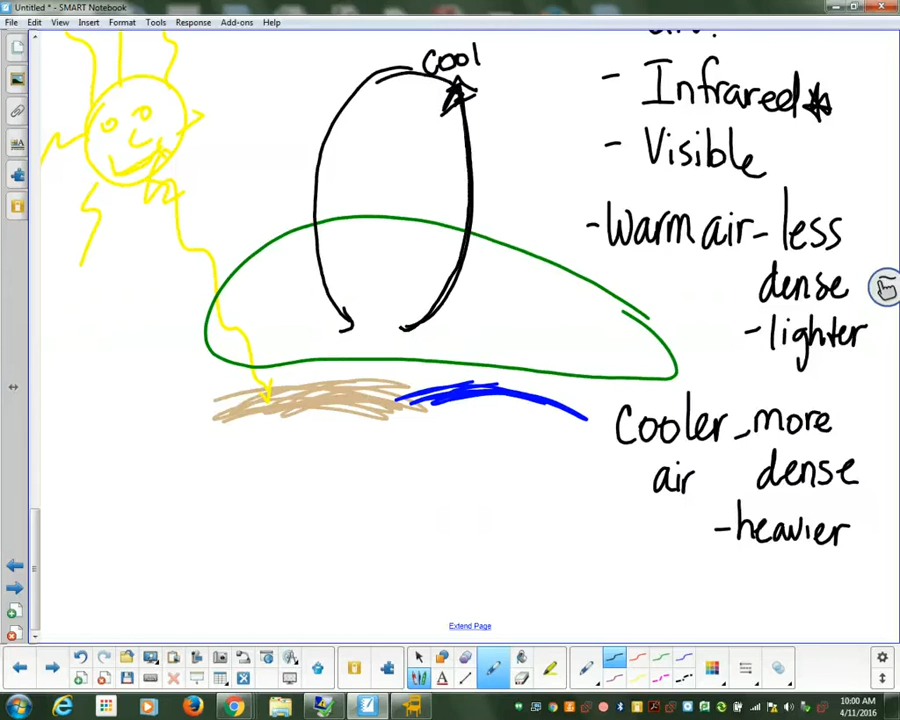 Untitled * - SMART Notebook
File Edit View Insert Format Tools Response Add-ons Help
cool
- Infrared
- Visible
- Warm air - less
dense
- lighter
Cooler - more
air dense
- heavier
Extend Page
10:00 AM
4/11/2016